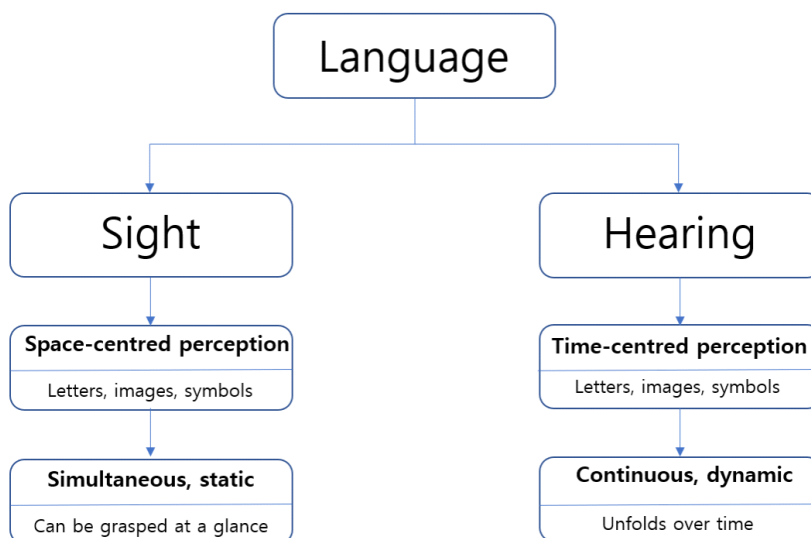 Language
Sight
Hearing
Space-centred perception
Letters, images, symbols
Time-centred perception
Letters, images, symbols
Simultaneous, static
Can be grasped at a glance
Continuous, dynamic
Unfolds over time